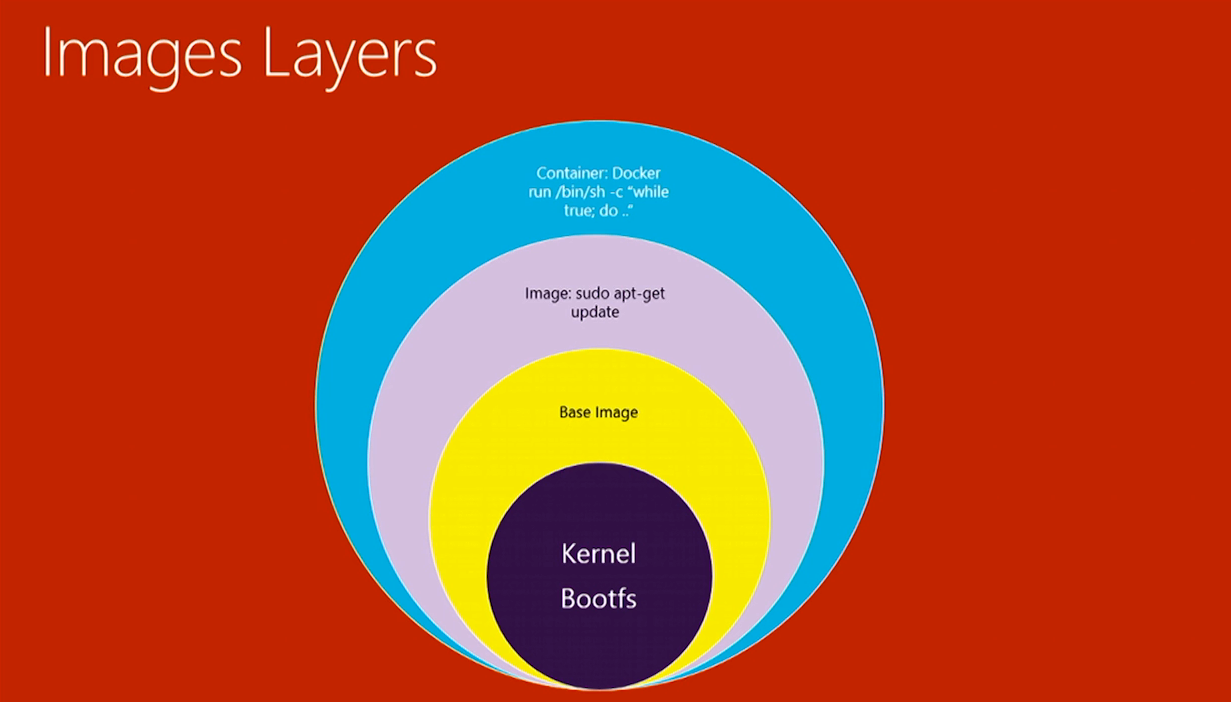 Images Layers
Container: Docker
run /bin/sh -c “while
true; do ..”
Image: sudo apt-get
update
Base Image
Kernel
Bootfs